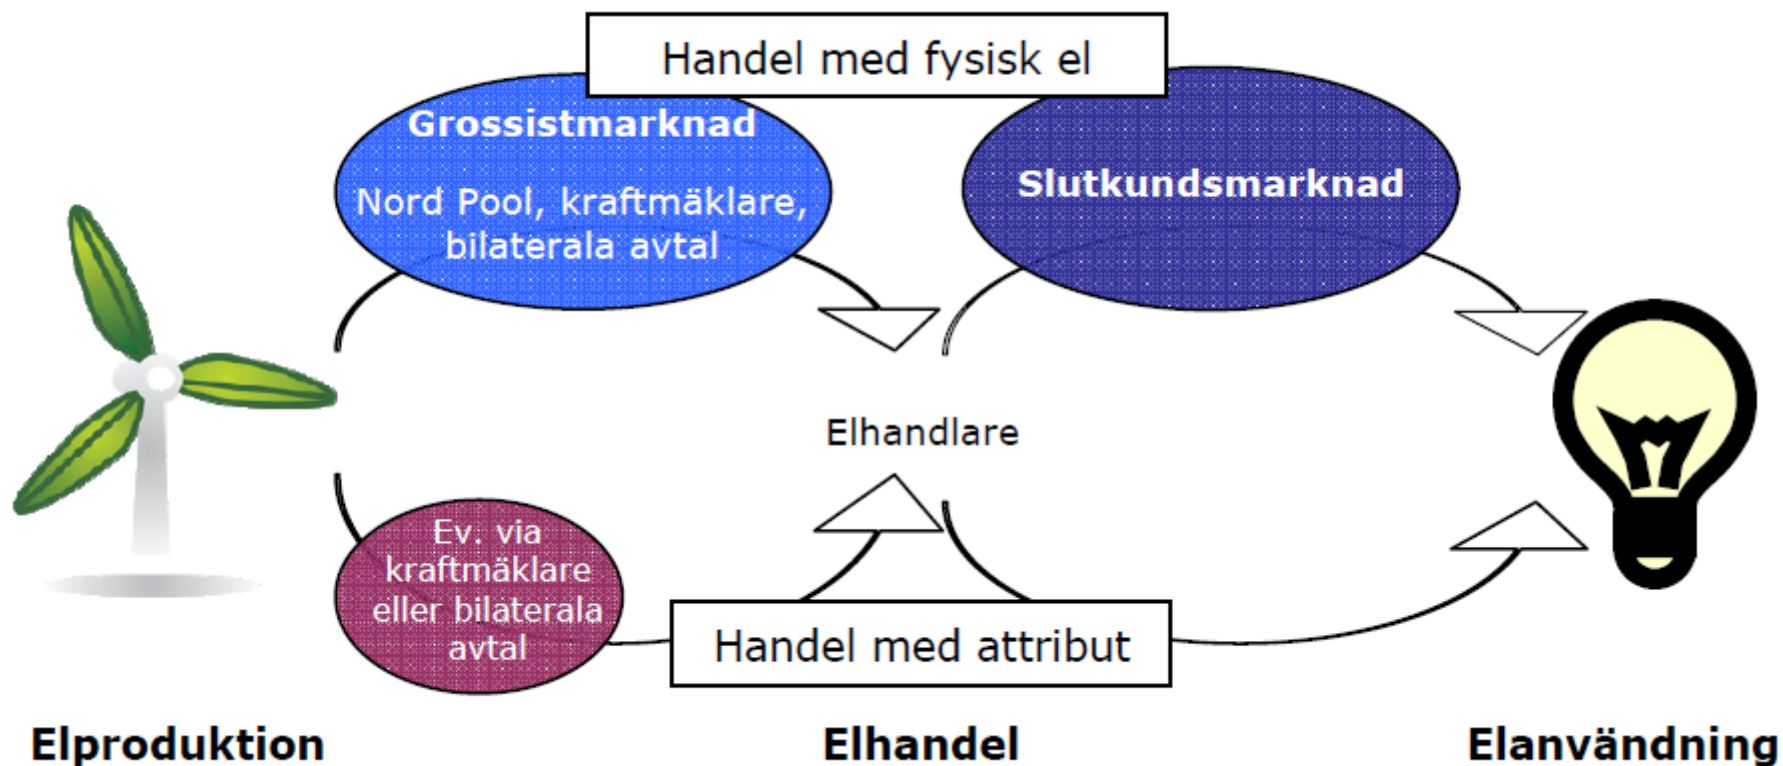 Handel med fysisk el
Grossistmarknad
Nord Pool, kraftmäklare,
bilaterala avtal
Slutkundsmarknad
Elhandlare
Ev. via
kraftmäklare
eller bilaterala
avtal
Handel med attribut
Elproduktion
Elhandel
Elanvändning